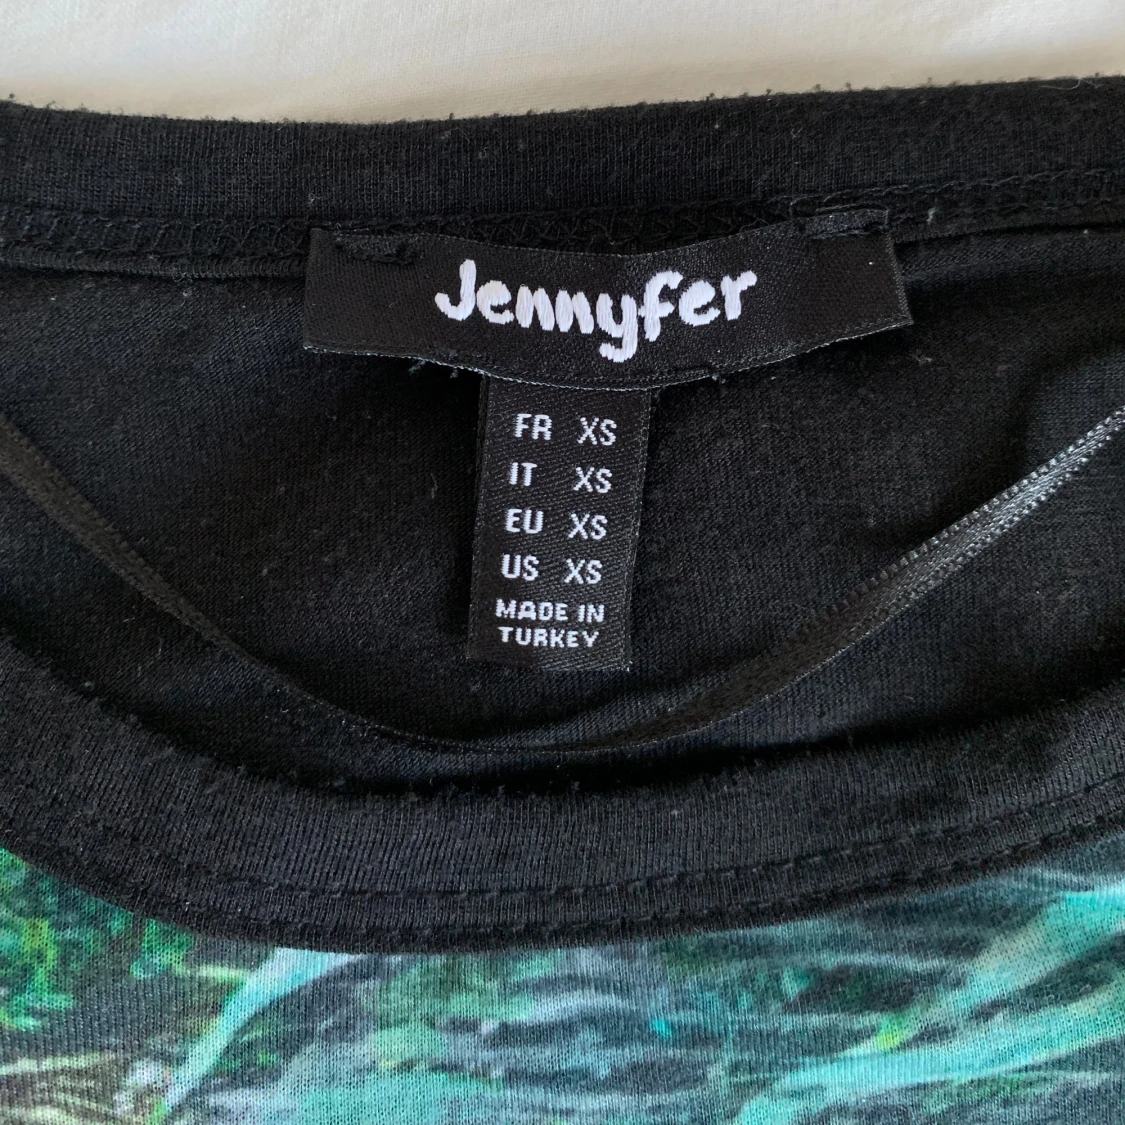 Jennyfer
FR XS
IT XS
EU XS
US XS
MADE IN
TURKEY